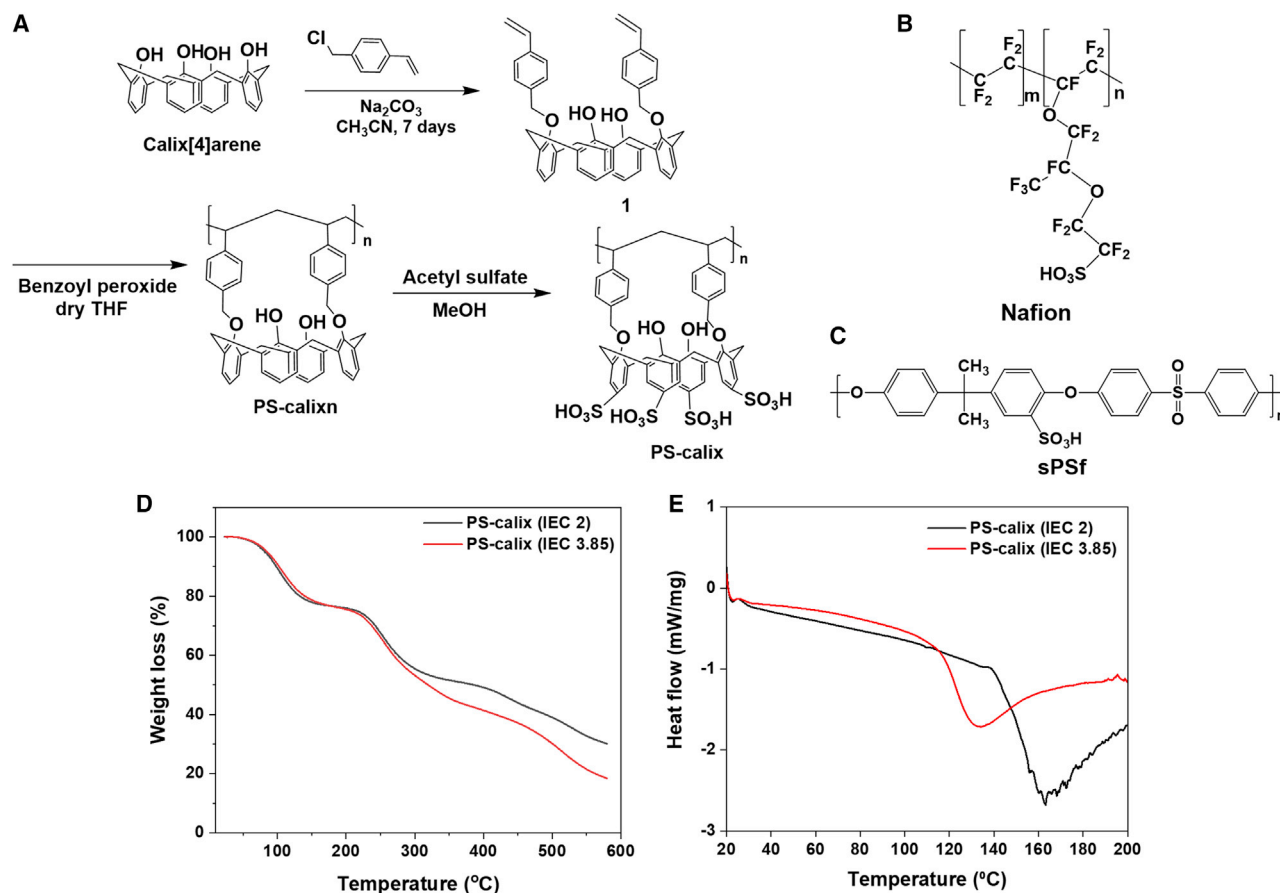 A
OH
OH
OH
OH
Calix[4]arene
Cl
Na₂CO₃
CH₃CN, 7 days
HO
OH
O
O
1
Benzoyl peroxide
dry THF
n
O
HO
OH
O
PS-calixn
Acetyl sulfate
MeOH
n
O
HO
OH
O
HO₃S
HO₃S
SO₃H
SO₃H
PS-calix
B
F₂
C
C
F₂
m
F₂
C
CF
n
O
CF₂
FC
F₃C
O
F₂C
CF₂
HO₃S
Nafion
C
O
CH₃
CH₃
O
SO₃H
O
S
O
n
sPSf
D
PS-calix (IEC 2)
PS-calix (IEC 3.85)
Weight loss (%)
100
80
60
40
20
0
100 200 300 400 500 600
Temperature (°C)
E
PS-calix (IEC 2)
PS-calix (IEC 3.85)
Heat flow (mW/mg)
1
0
-1
-2
-3
20 40 60 80 100 120 140 160 180 200
Temperature (⁰C)